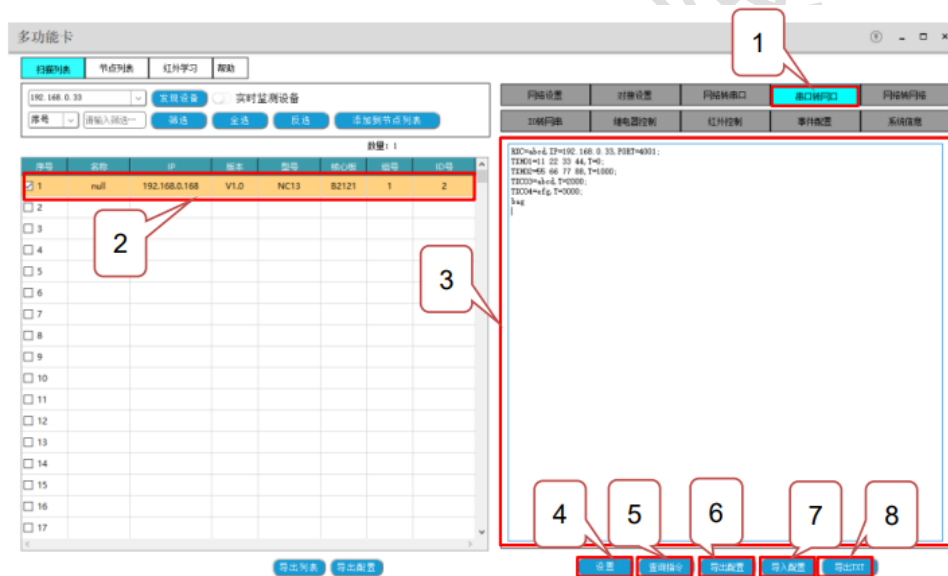 多功能卡
1
扫描列表 节点列表 红外学习 帮助
192.168.0.33 发现设备 实时监测设备
序号 请输入筛选... 筛选 全选 反选 添加到节点列表
数量：1
序号 名称 IP 版本 型号 核心板 组号 IO号
1 null 192.168.0.168 V1.0 NC13 B2121 1 2
2
3
4
5
6
7
8
9
10
11
12
13
14
15
16
17
2
导出列表 导出配置
网络设置 对接设置 网络转串口 串口转网口 网络转网络
IO转网串 继电器控制 红外控制 事件配置 系统信息
RXC=abcd,IP=192.168.0.33,PORT=4001;
TXH01=11 22 33 44,T=0;
TXH02=55 66 77 88,T=1000;
TXC03=abcd,T=2000;
TXC04=efg,T=3000;
3
4 5 6 7 8
设置 查询指令 导出配置 导入配置 导出TXT